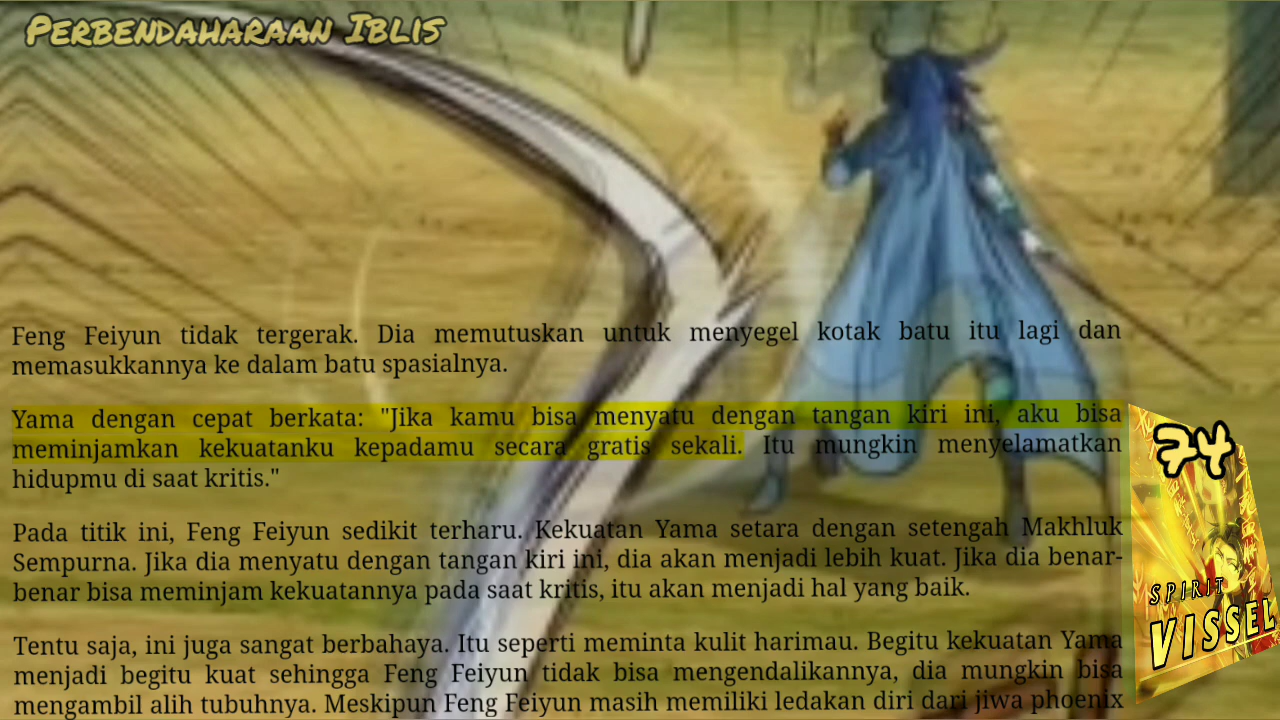 Perbendaharaan Iblis
Feng Feiyun tidak tergerak. Dia memutuskan untuk menyegel kotak batu itu lagi dan
memasukkannya ke dalam batu spasialnya.
Yama dengan cepat berkata: "Jika kamu bisa menyatu dengan tangan kiri ini, aku bisa
meminjamkan kekuatanku kepadamu secara gratis sekali. Itu mungkin menyelamatkan
hidupmu di saat kritis."
Pada titik ini, Feng Feiyun sedikit terharu. Kekuatan Yama setara dengan setengah Makhluk
Sempurna. Jika dia menyatu dengan tangan kiri ini, dia akan menjadi lebih kuat. Jika dia benar-
benar bisa meminjam kekuatannya pada saat kritis, itu akan menjadi hal yang baik.
Tentu saja, ini juga sangat berbahaya. Itu seperti meminta kulit harimau. Begitu kekuatan Yama
menjadi begitu kuat sehingga Feng Feiyun tidak bisa mengendalikannya, dia mungkin bisa
mengambil alih tubuhnya. Meskipun Feng Feiyun masih memiliki ledakan diri dari jiwa phoenix
74
SPIRIT
VISSEL